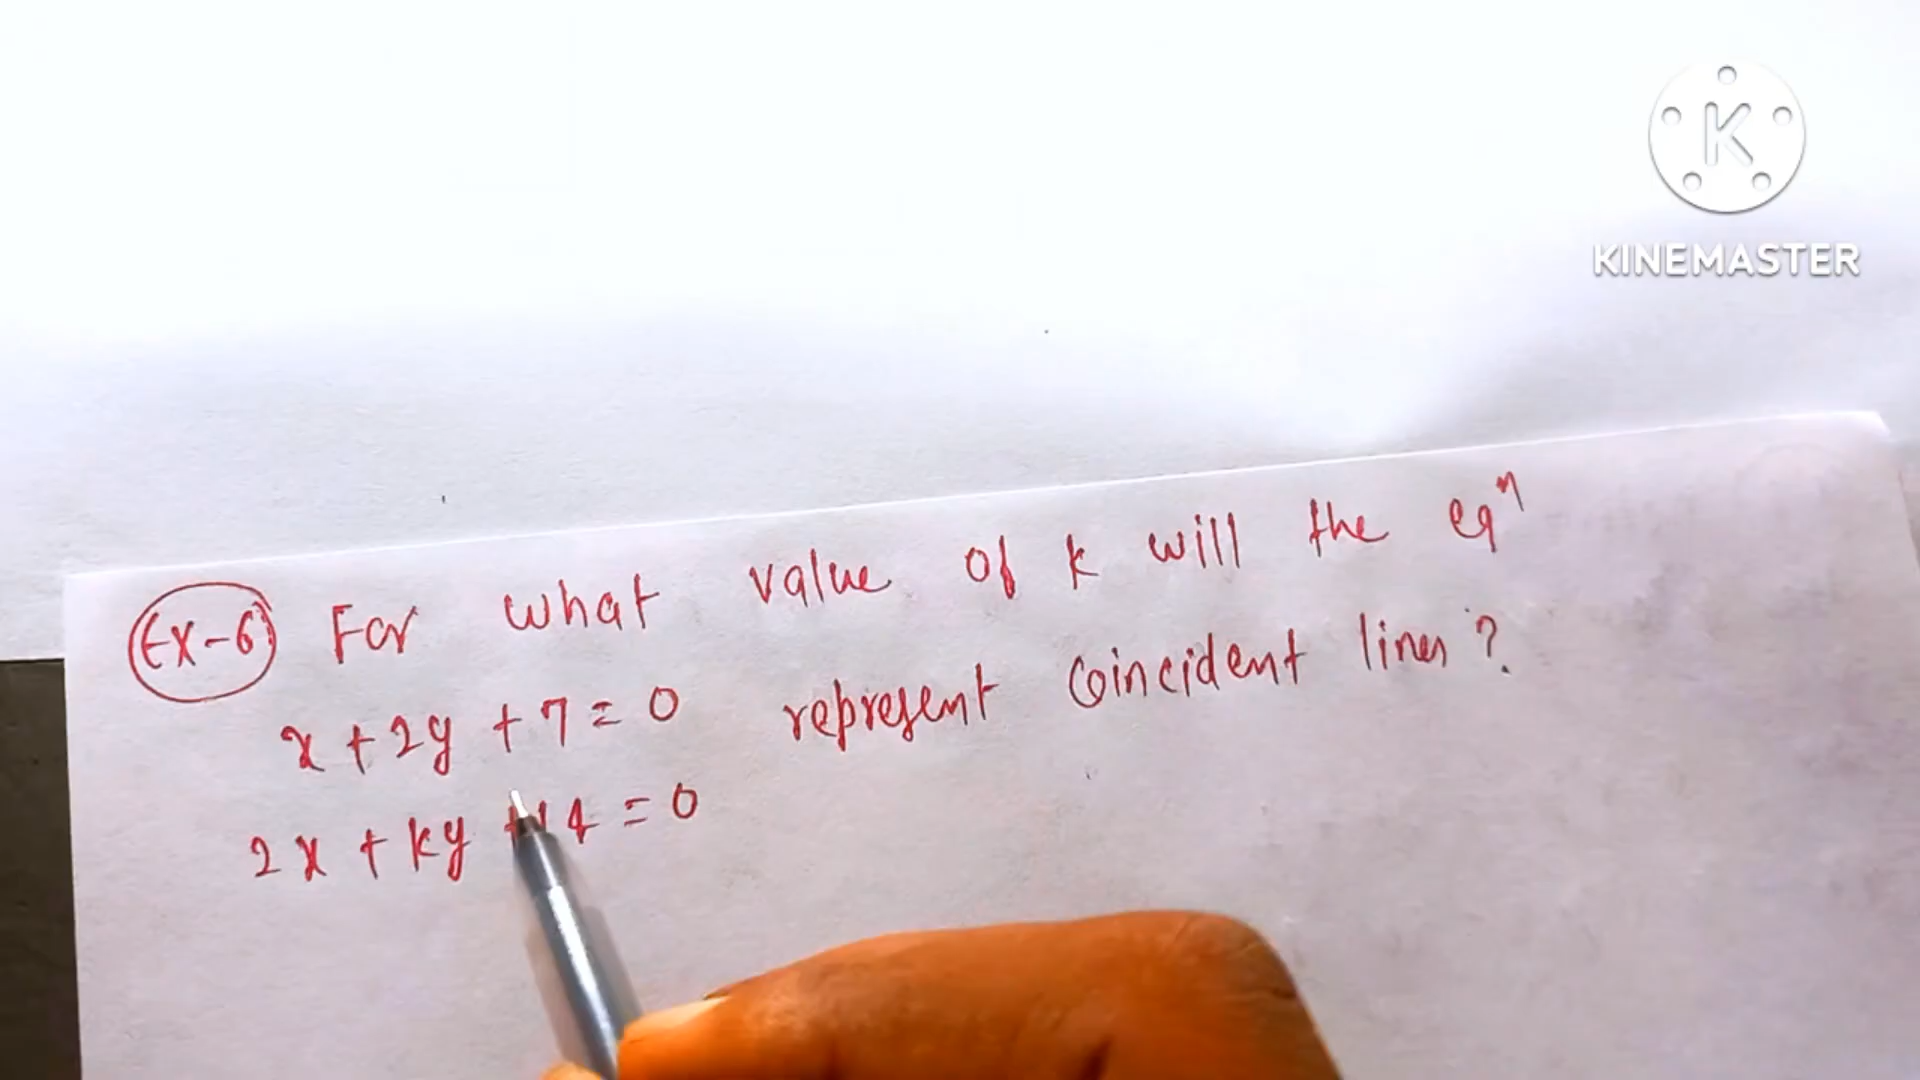 K
KINEMASTER
Ex-6 For what value of k will the eqⁿ
x + 2y + 7 = 0 represent coincident lines?
2x + ky + 14 = 0